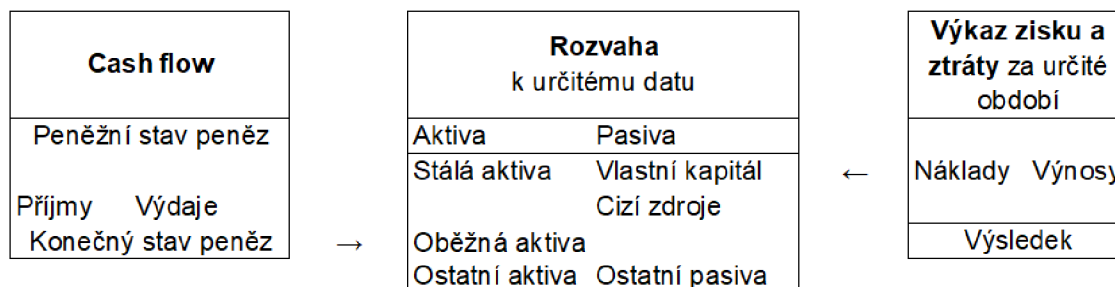 Cash flow
Peněžní stav peněz
Příjmy Výdaje
Konečný stav peněz
→
Rozvaha
k určitému datu
Aktiva Pasiva
Stálá aktiva Vlastní kapitál
Cizí zdroje
Oběžná aktiva
Ostatní aktiva Ostatní pasiva
←
Výkaz zisku a
ztráty za určité
období
Náklady Výnosy
Výsledek